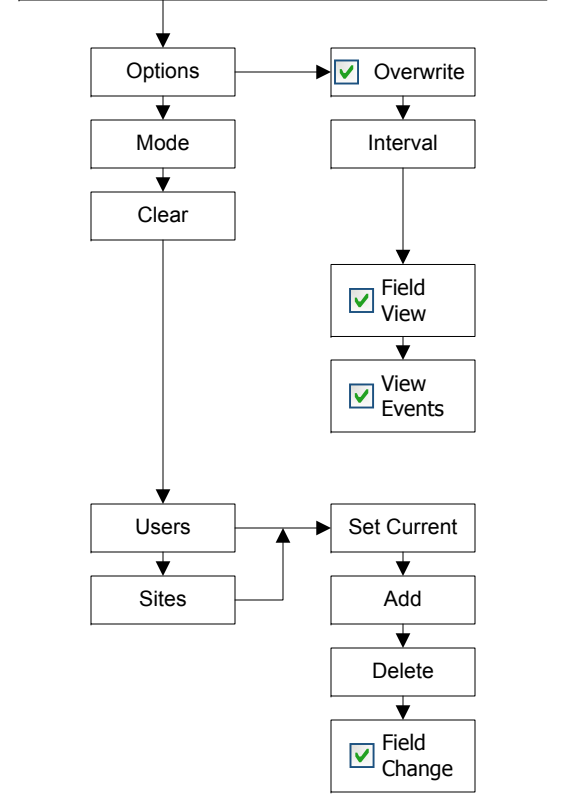 Options
Overwrite
Mode
Interval
Clear
Field
View
View
Events
Users
Set Current
Sites
Add
Delete
Field
Change